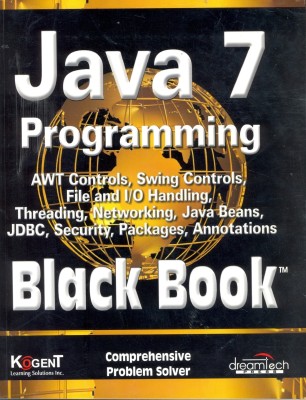 Java 7
Programming
AWT Controls, Swing Controls,
File and I/O Handling,
Threading, Networking, Java Beans,
JDBC, Security, Packages, Annotations
Black Book™
KOGENT
Learning Solutions Inc.
Comprehensive
Problem Solver
dreamtech
PRESS